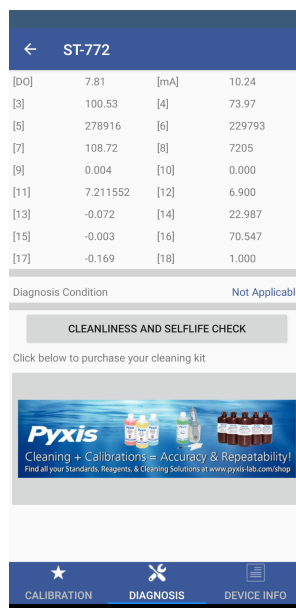 ST-772
[DO] 7.81 [mA] 10.24
[3] 100.53 [4] 73.97
[5] 278916 [6] 229793
[7] 108.72 [8] 7205
[9] 0.004 [10] 0.000
[11] 7.211552 [12] 6.900
[13] -0.072 [14] 22.987
[15] -0.003 [16] 70.547
[17] -0.169 [18] 1.000
Diagnosis Condition Not Applicabl
CLEANLINESS AND SELFLIFE CHECK
Click below to purchase your cleaning kit
Pyxis
Cleaning + Calibrations = Accuracy & Repeatability!
Find all your Standards, Reagents, & Cleaning Solutions at www.pyxis-lab.com/shop
CALIBRATION DIAGNOSIS DEVICE INFO